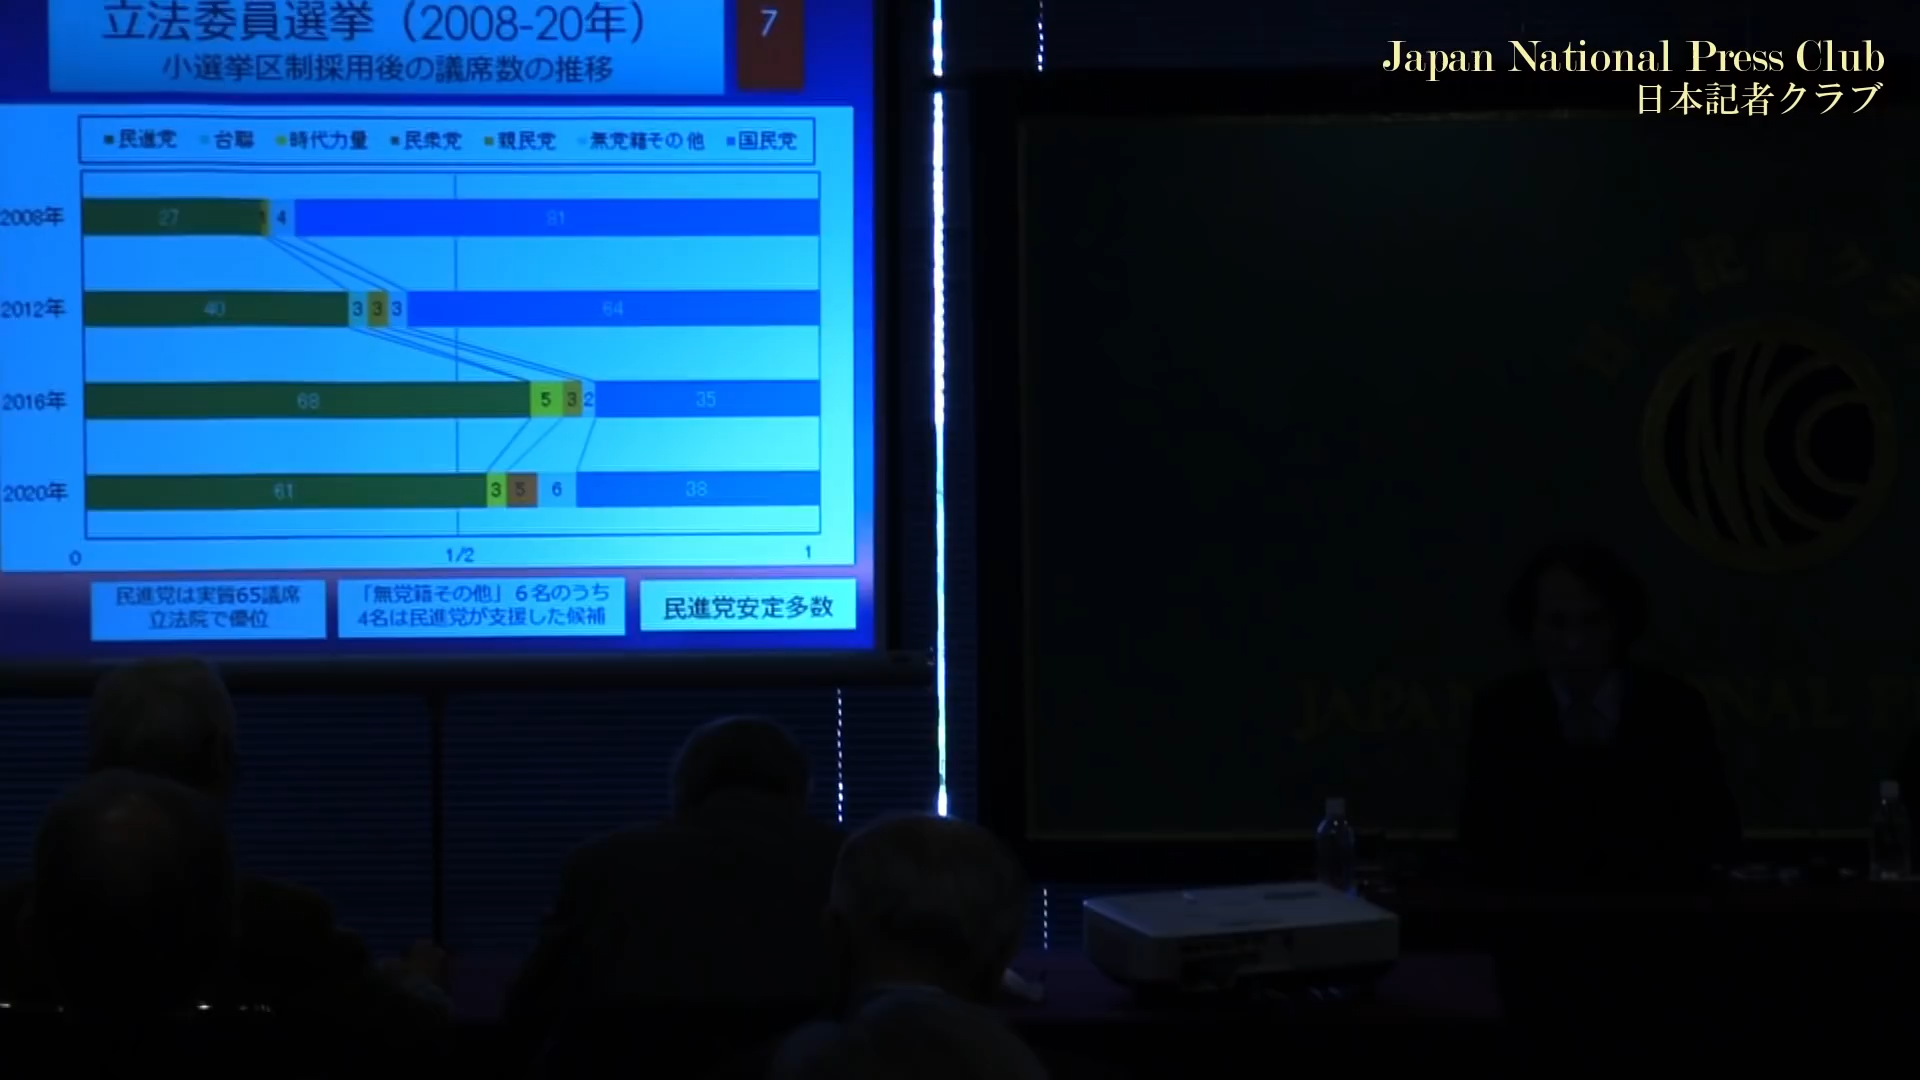 立法委員選挙（2008-20年）
小選挙区制採用後の議席数の推移
7
Japan National Press Club
日本記者クラブ
民進党 台聯 時代力量 民衆党 親民党 無党籍その他 国民党
2008年 27 1 4 81
2012年 40 3 3 3 64
2016年 68 5 3 2 35
2020年 61 3 5 6 38
0 1/2 1
民進党は実質65議席
立法院で優位
「無党籍その他」６名のうち
4名は民進党が支援した候補
民進党安定多数